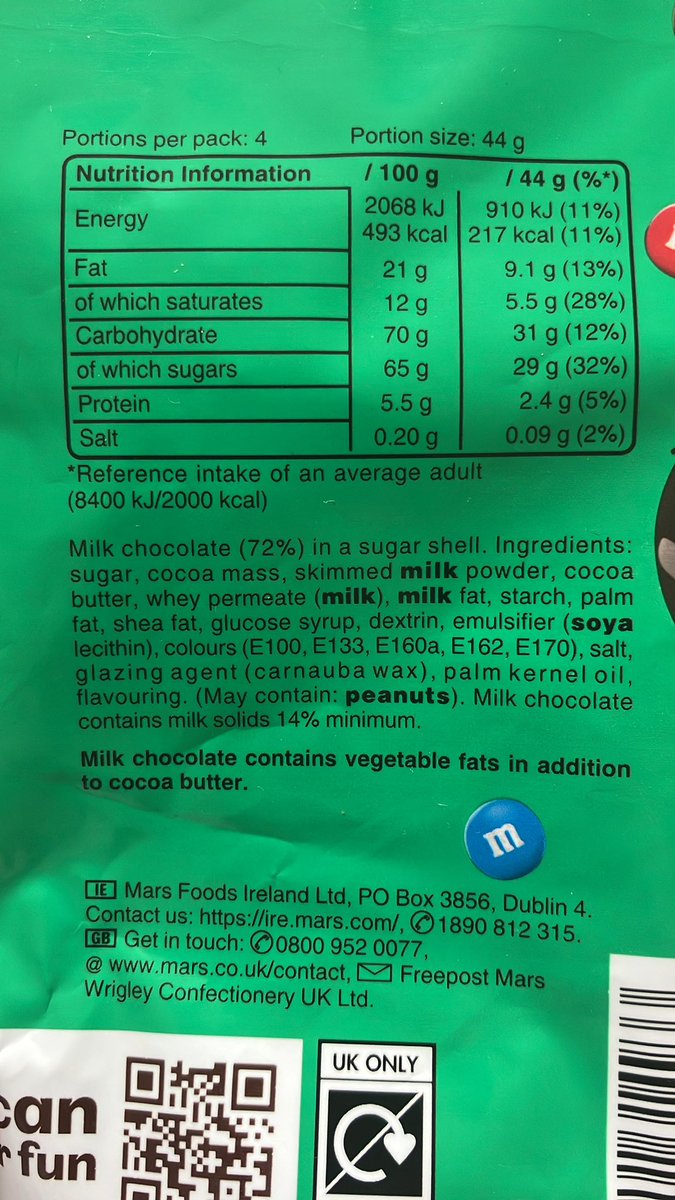 Portions per pack: 4 Portion size: 44 g
Nutrition Information / 100 g / 44 g (%*)
Energy 2068 kJ 910 kJ (11%)
493 kcal 217 kcal (11%)
Fat 21 g 9.1 g (13%)
of which saturates 12 g 5.5 g (28%)
Carbohydrate 70 g 31 g (12%)
of which sugars 65 g 29 g (32%)
Protein 5.5 g 2.4 g (5%)
Salt 0.20 g 0.09 g (2%)
*Reference intake of an average adult
(8400 kJ/2000 kcal)
Milk chocolate (72%) in a sugar shell. Ingredients:
sugar, cocoa mass, skimmed milk powder, cocoa
butter, whey permeate (milk), milk fat, starch, palm
fat, shea fat, glucose syrup, dextrin, emulsifier (soya
lecithin), colours (E100, E133, E160a, E162, E170), salt,
glazing agent (carnauba wax), palm kernel oil,
flavouring. (May contain: peanuts). Milk chocolate
contains milk solids 14% minimum.
Milk chocolate contains vegetable fats in addition
to cocoa butter.
m
IE Mars Foods Ireland Ltd, PO Box 3856, Dublin 4.
Contact us: https://ire.mars.com/, 1890 812 315.
GB Get in touch: 0800 952 0077,
@ www.mars.co.uk/contact, Freepost Mars
Wrigley Confectionery UK Ltd.
UK ONLY
can
fun